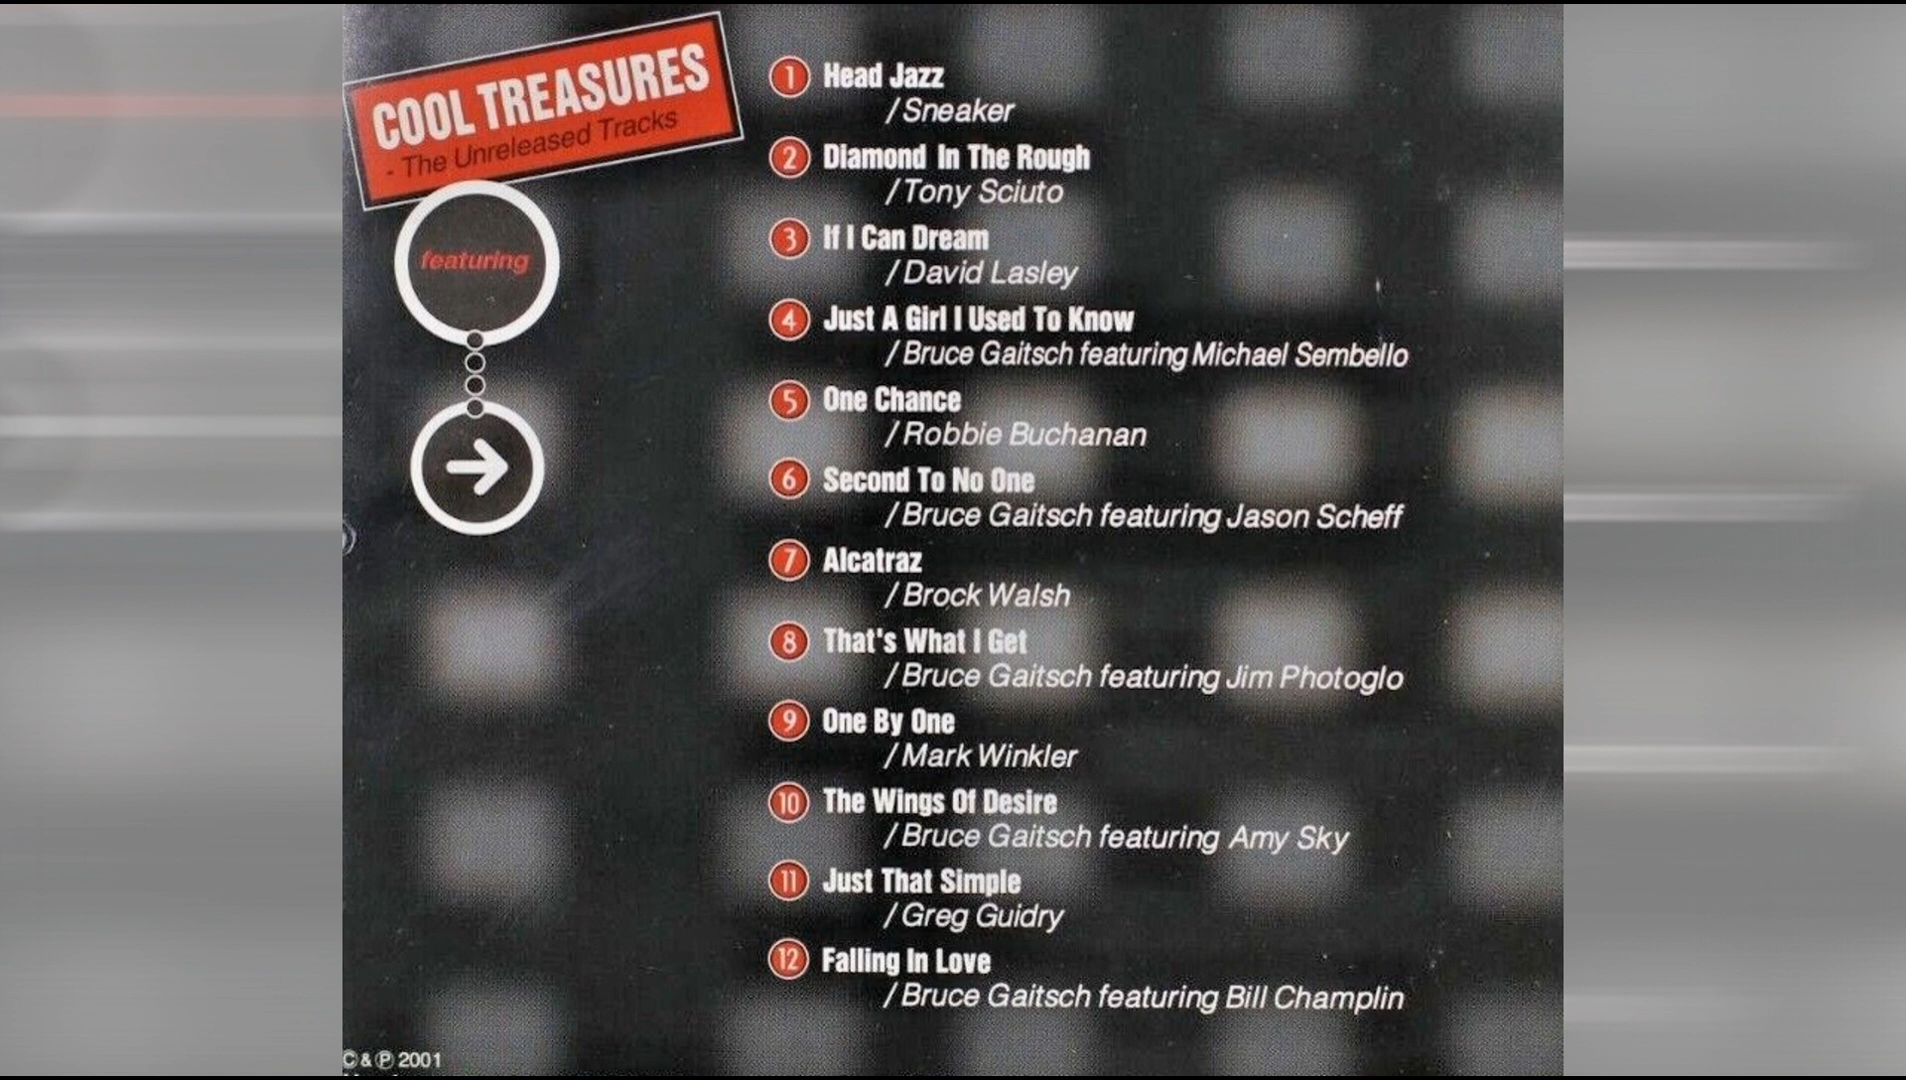 COOL TREASURES
- The Unreleased Tracks
featuring
1 Head Jazz
/Sneaker
2 Diamond In The Rough
/Tony Sciuto
3 If I Can Dream
/David Lasley
4 Just A Girl I Used To Know
/Bruce Gaitsch featuring Michael Sembello
5 One Chance
/Robbie Buchanan
6 Second To No One
/Bruce Gaitsch featuring Jason Scheff
7 Alcatraz
/Brock Walsh
8 That's What I Get
/Bruce Gaitsch featuring Jim Photoglo
9 One By One
/Mark Winkler
10 The Wings Of Desire
/Bruce Gaitsch featuring Amy Sky
11 Just That Simple
/Greg Guidry
12 Falling In Love
/Bruce Gaitsch featuring Bill Champlin
© & ℗ 2001